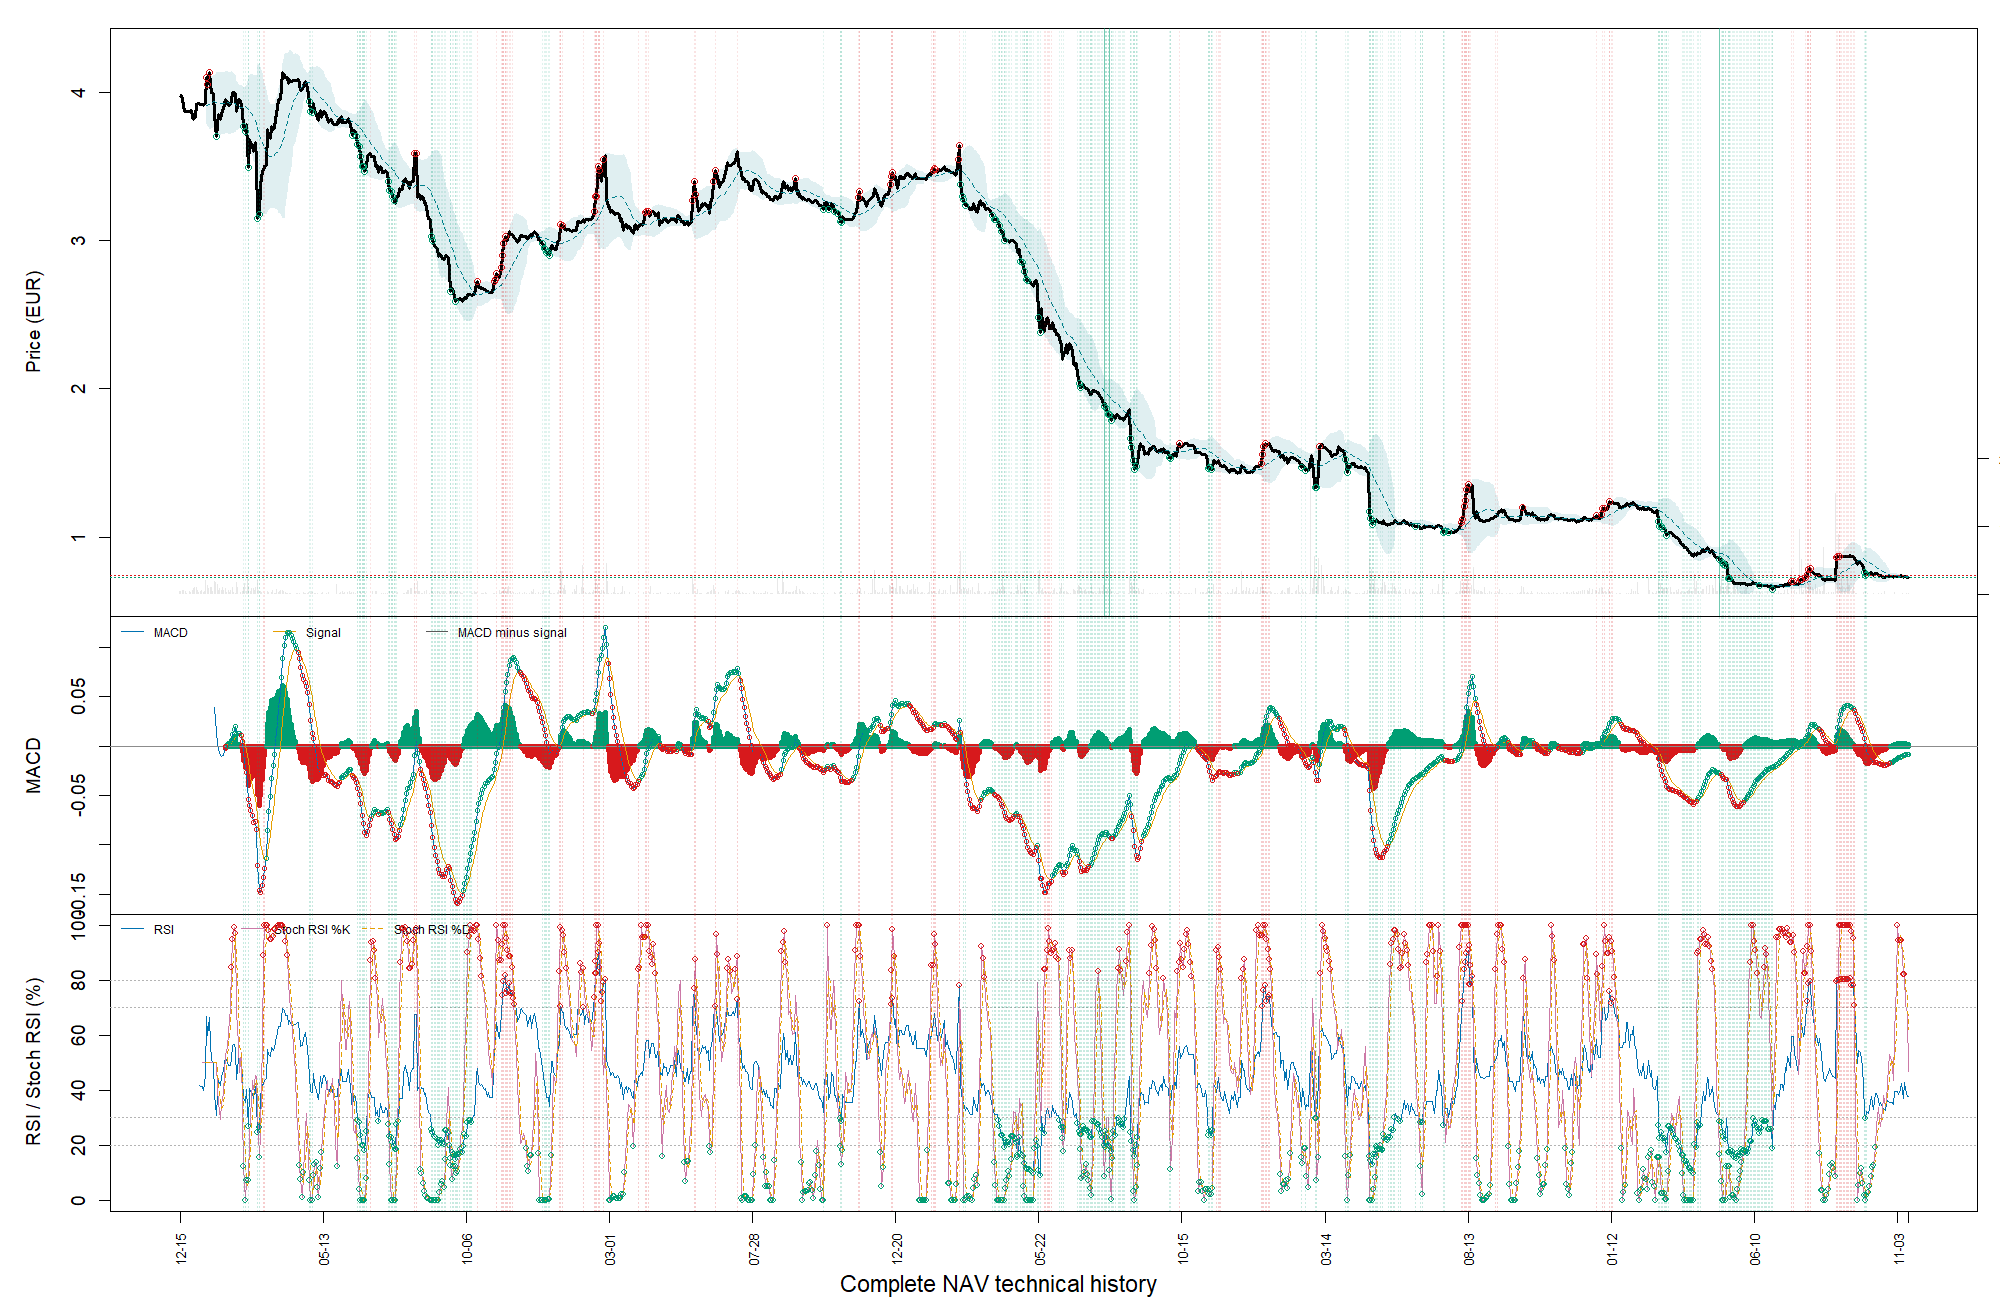 4
3
2
1
Price (EUR)
MACD
Signal
MACD minus signal
0.05
-0.05
-0.15
MACD
RSI
Stoch RSI %K
Stoch RSI %D
100
80
60
40
20
0
RSI / Stoch RSI (%)
12-15
05-13
10-06
03-01
07-28
12-20
05-22
10-15
03-14
08-13
01-12
06-10
11-03
Complete NAV technical history